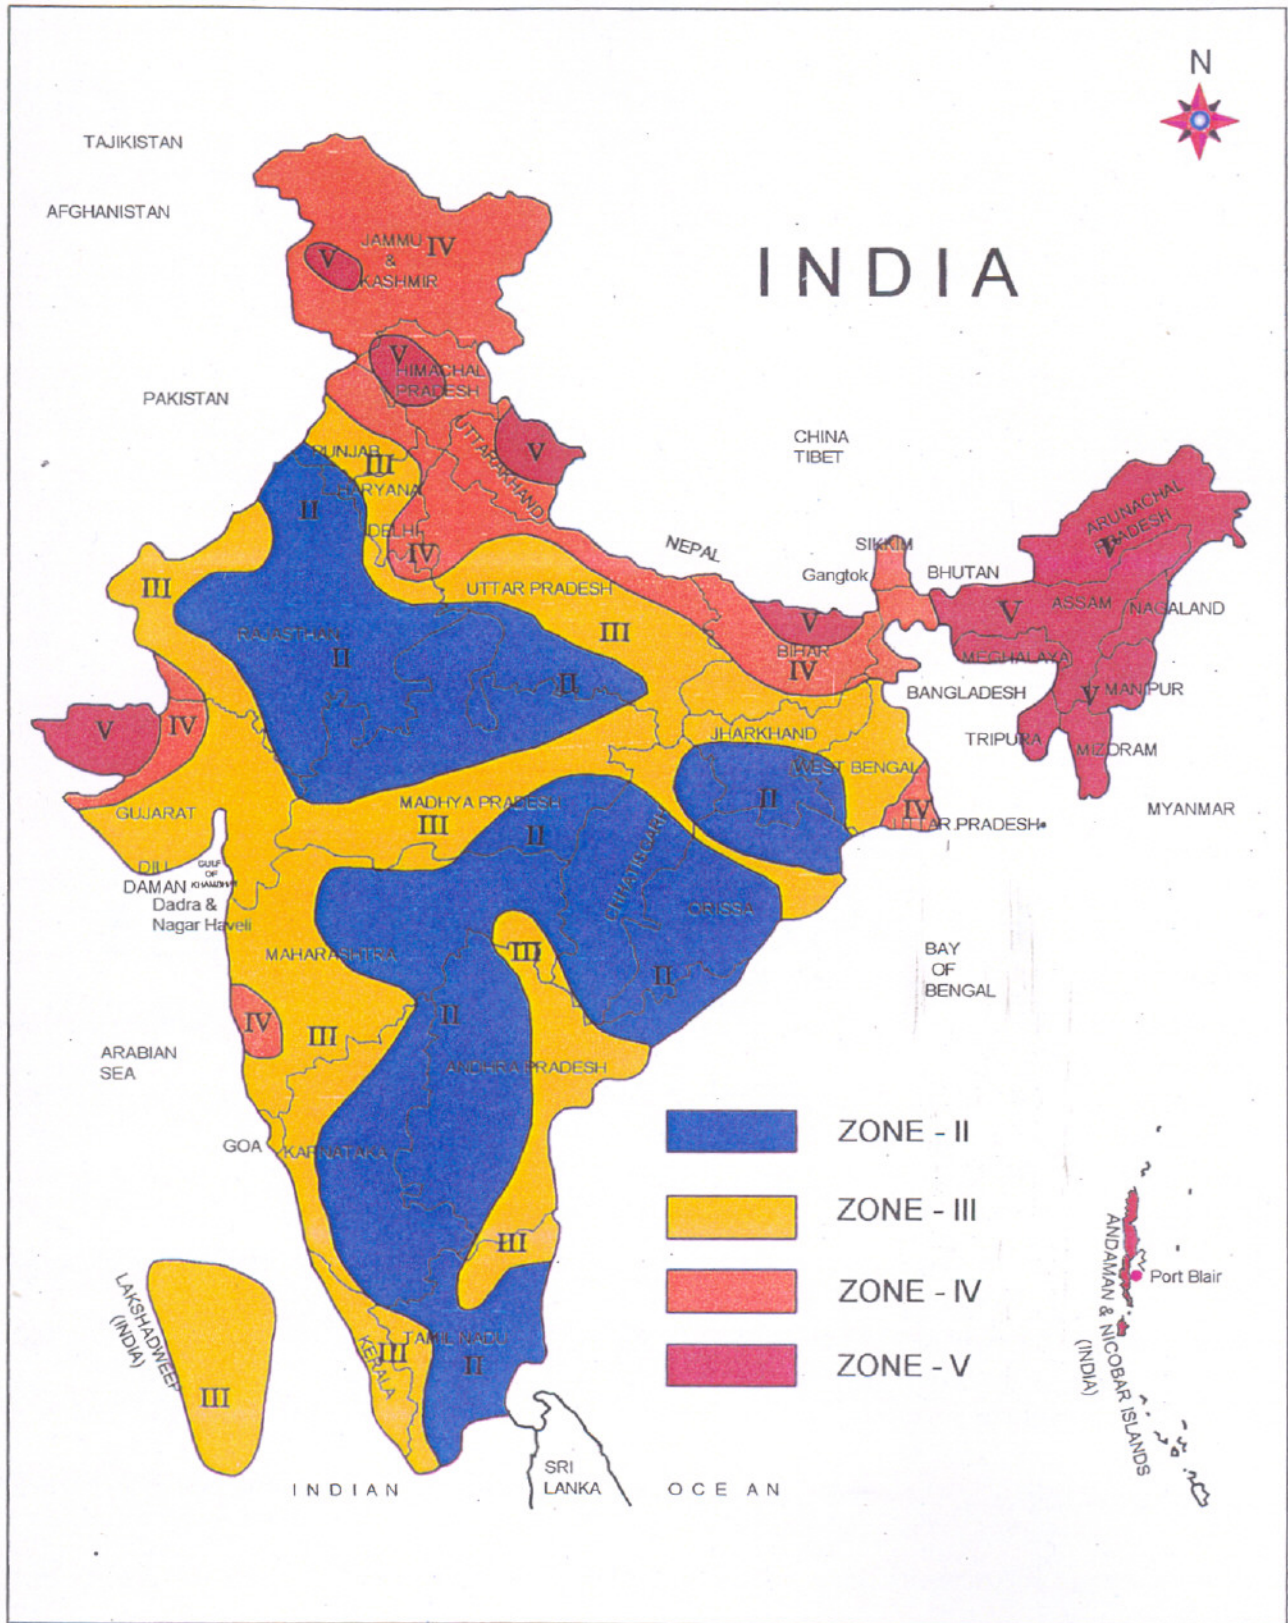 N
TAJIKISTAN
AFGHANISTAN
INDIA
JAMMU IV
&
KASHMIR
V
V
HIMACHAL
PRADESH
PAKISTAN
UTTARAKHAND
V
CHINA
TIBET
PUNJAB
III
HARYANA
II
DELHI
IV
NEPAL
SIKKIM
Gangtok
BHUTAN
ARUNACHAL
PRADESH
V
ASSAM
NAGALAND
V
MEGHALAYA
MANIPUR
V
BANGLADESH
TRIPURA
MIZORAM
MYANMAR
III
UTTAR PRADESH
III
V
BIHAR
IV
RAJASTHAN
II
II
V
IV
JHARKHAND
WEST BENGAL
II
IV
UTTAR PRADESH
GUJARAT
MADHYA PRADESH
III
II
DIU
GULF
OF
KHAMBHAT
DAMAN
Dadra &
Nagar Haveli
CHHATISGARH
ORISSA
II
MAHARASHTRA
III
BAY
OF
BENGAL
IV
III
II
ARABIAN
SEA
ANDHRA PRADESH
GOA
KARNATAKA
III
ZONE - II
ZONE - III
ZONE - IV
ZONE - V
LAKSHADWEEP
(INDIA)
III
KERALA
III
TAMIL NADU
II
Port Blair
ANDAMAN & NICOBAR ISLANDS
(INDIA)
SRI
LANKA
INDIAN OCEAN